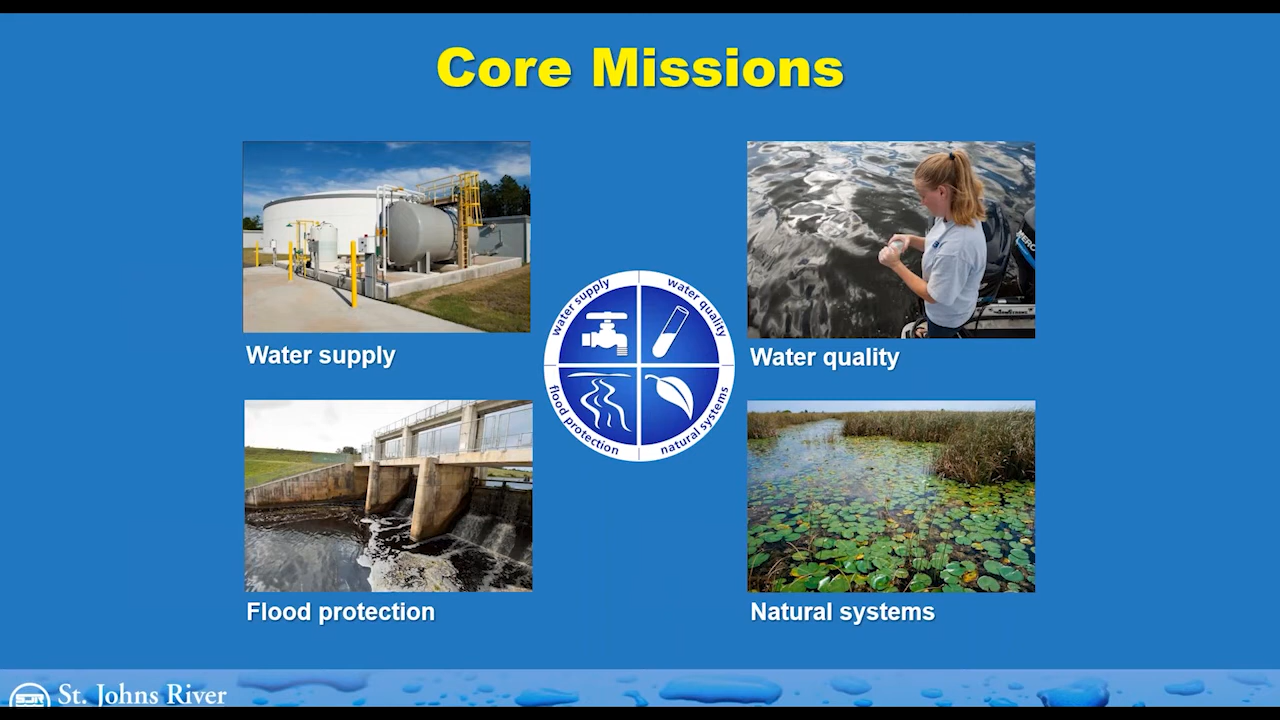 Core Missions
Water supply
Water quality
water supply
water quality
flood protection
natural systems
Flood protection
Natural systems
St. Johns River